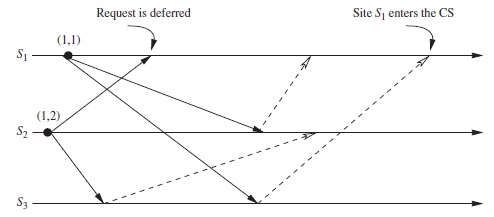 Request is deferred
Site S1 enters the CS
(1,1)
S1
(1,2)
S2
S3